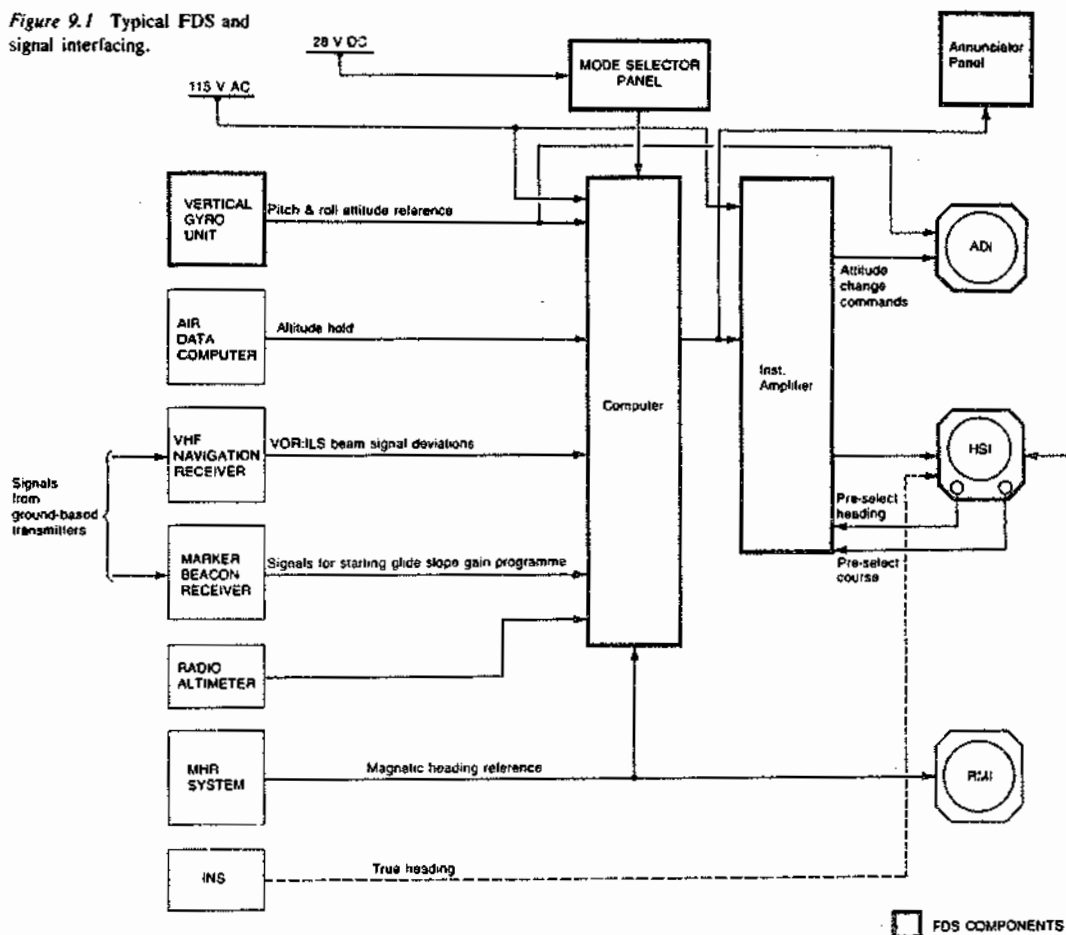 Figure 9.1 Typical FDS and
signal interfacing.
28 V DC
115 V AC
MODE SELECTOR
PANEL
Annunciator
Panel
VERTICAL
GYRO
UNIT
Pitch & roll attitude reference
ADI
Attitude
change
commands
AIR
DATA
COMPUTER
Altitude hold
Computer
Inst.
Amplifier
VHF
NAVIGATION
RECEIVER
VOR:ILS beam signal deviations
HSI
Signals
from
ground-based
transmitters
Pre-select
heading
MARKER
BEACON
RECEIVER
Signals for starting glide slope gain programme
Pre-select
course
RADIO
ALTIMETER
MHR
SYSTEM
Magnetic heading reference
RMI
INS
True heading
FDS COMPONENTS